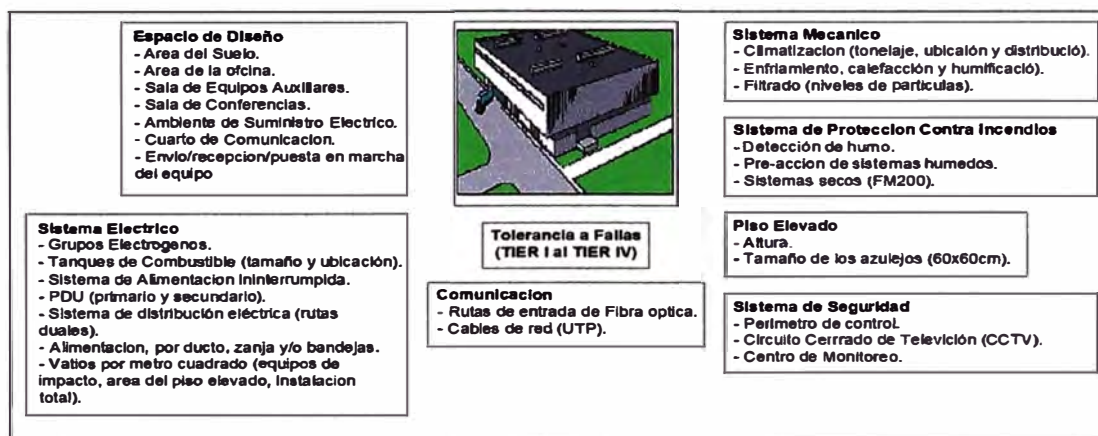 Espacio de Diseño
- Area del Suelo.
- Area de la ofcina.
- Sala de Equipos Auxiliares.
- Sala de Conferencias.
- Ambiente de Suministro Electrico.
- Cuarto de Comunicacion.
- Envio/recepcion/puesta en marcha
del equipo
Sistema Electrico
- Grupos Electrogenos.
- Tanques de Combustible (tamaño y ubicación).
- Sistema de Alimentacion Ininterrumpida.
- PDU (primario y secundario).
- Sistema de distribución eléctrica (rutas
duales).
- Alimentacion, por ducto, zanja y/o bandejas.
- Vatios por metro cuadrado (equipos de
impacto, area del piso elevado, Instalacion
total).
Tolerancia a Fallas
(TIER I al TIER IV)
Comunicacion
- Rutas de entrada de Fibra optica.
- Cables de red (UTP).
Sistema Mecanico
- Climatizacion (tonelaje, ubicaión y distribució).
- Enfriamiento, calefacción y humificació).
- Filtrado (niveles de particulas).
Sistema de Proteccion Contra Incendios
- Detección de humo.
- Pre-accion de sistemas humedos.
- Sistemas secos (FM200).
Piso Elevado
- Altura.
- Tamaño de los azulejos (60x60cm).
Sistema de Seguridad
- Perimetro de control.
- Circuito Cerrrado de Televición (CCTV).
- Centro de Monitoreo.